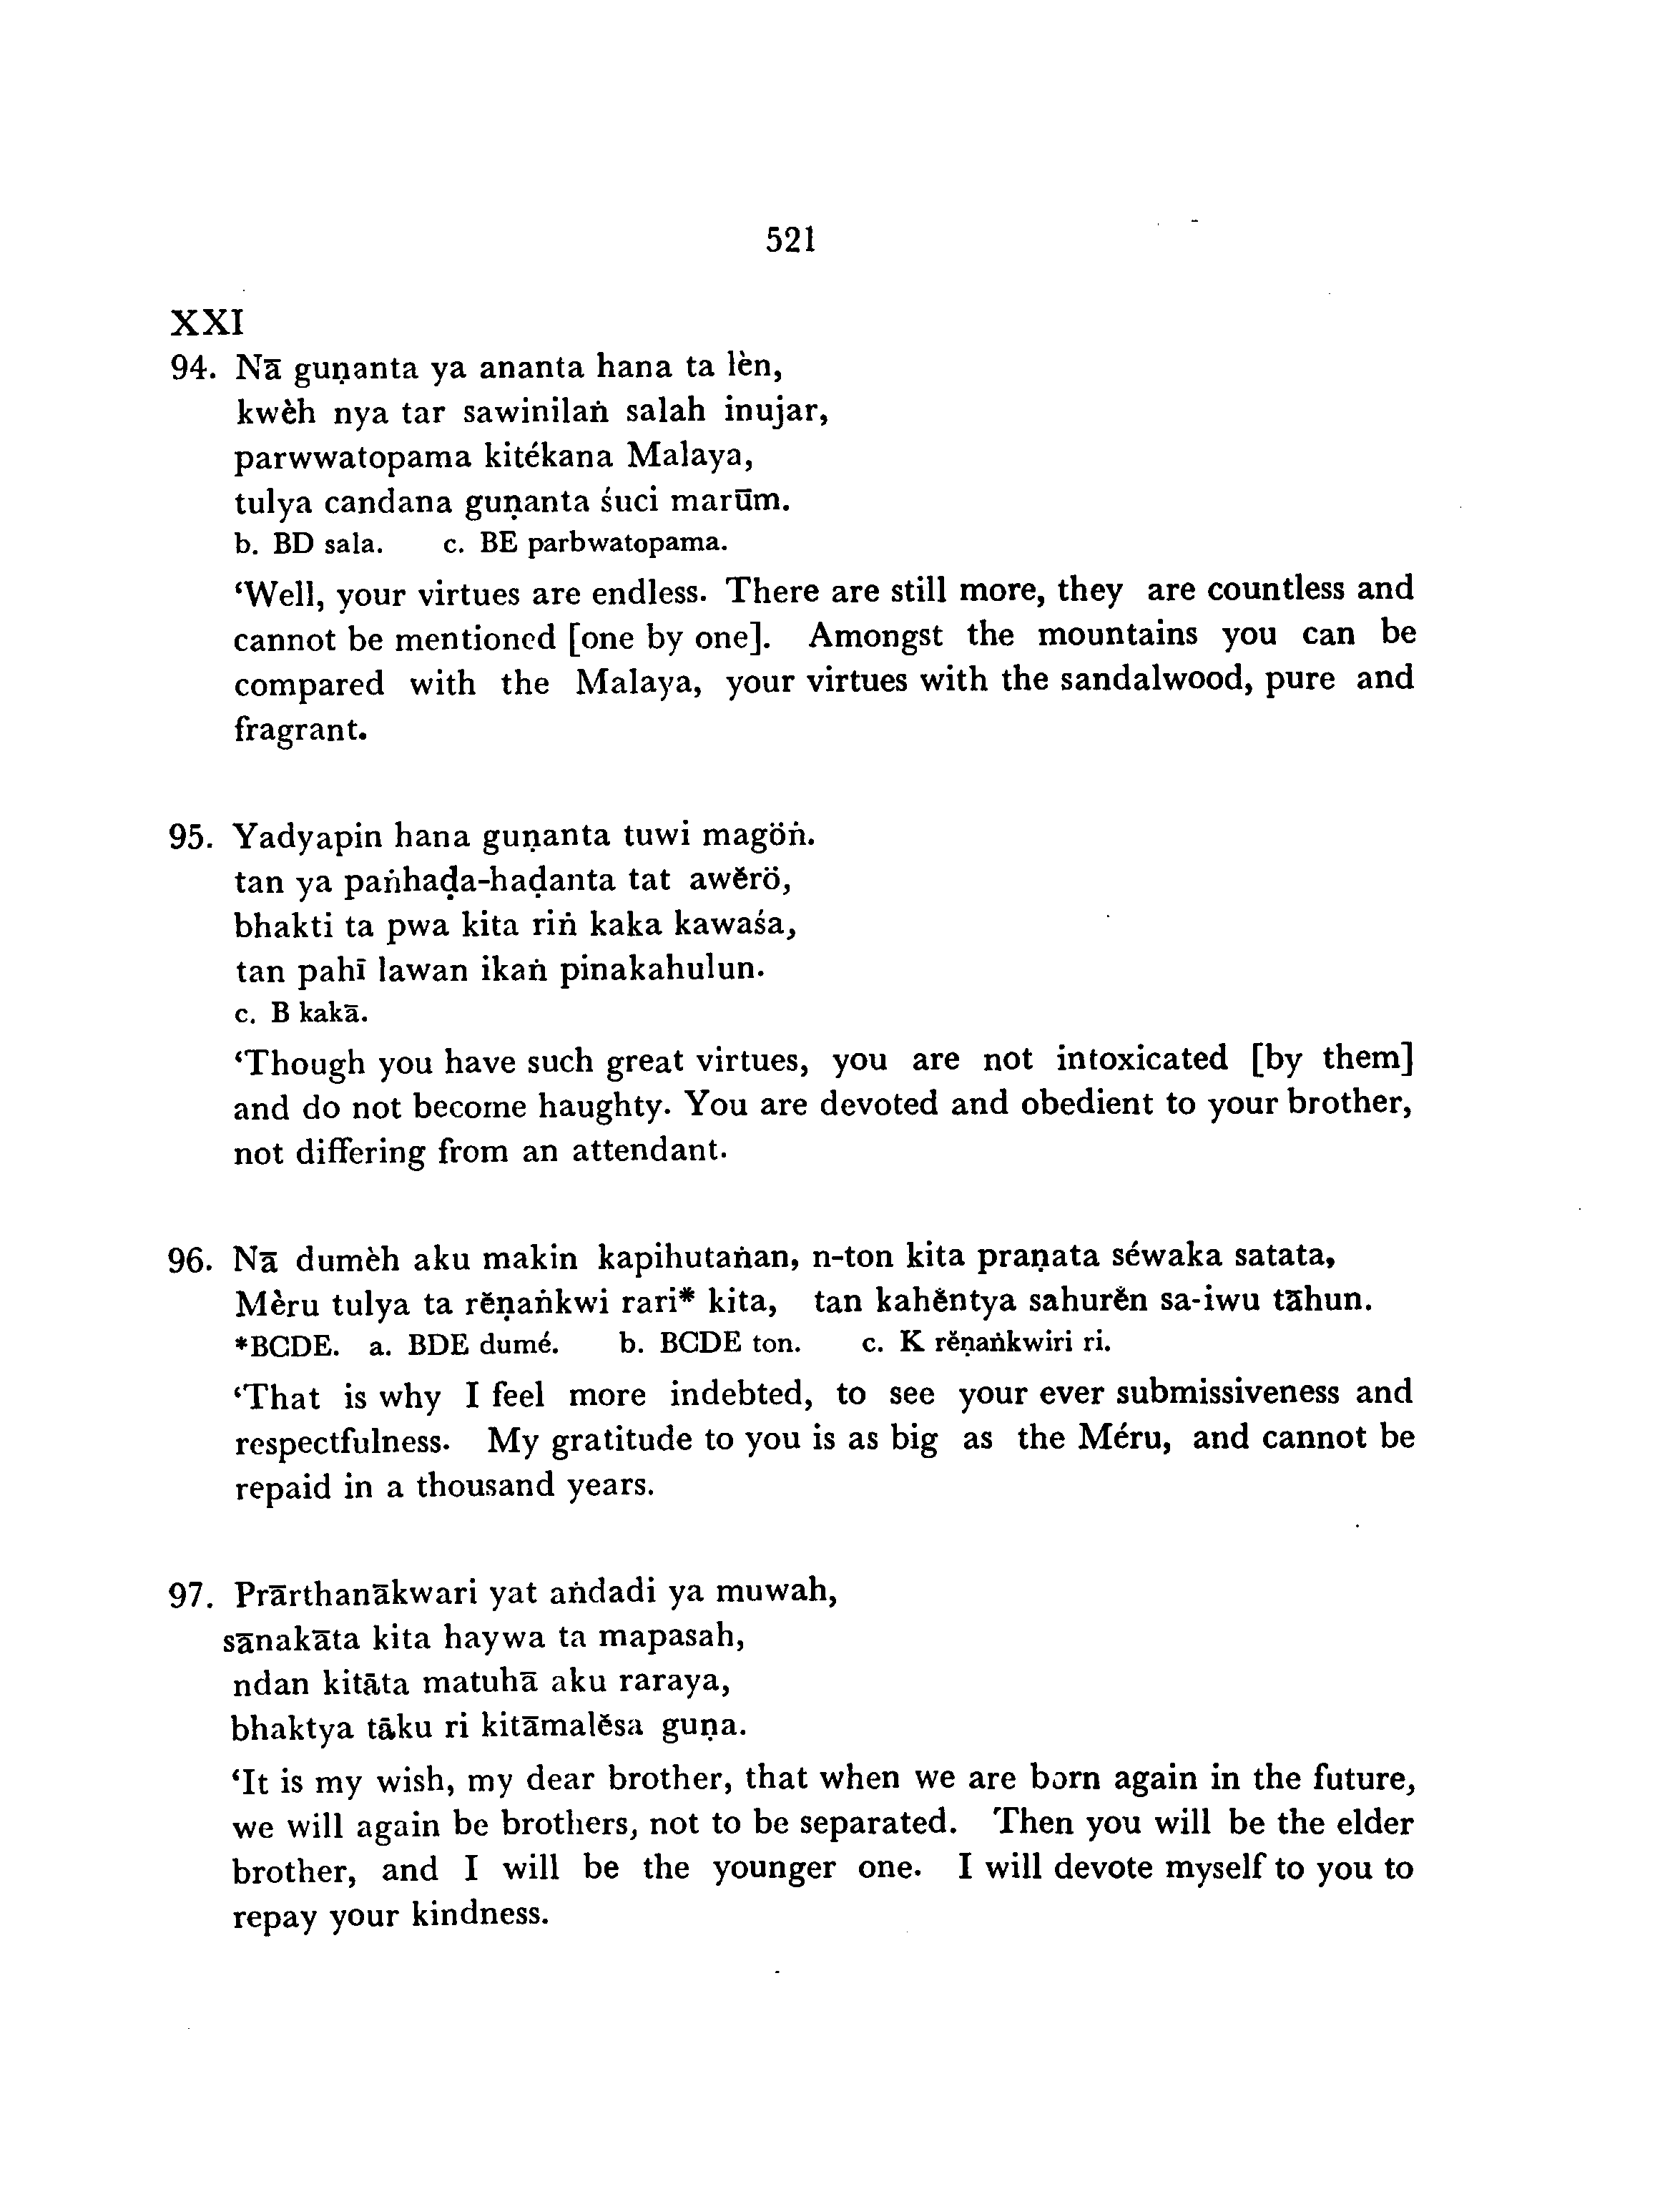 521
XXI
94. Nā guṇanta ya ananta hana ta lèn,
kwèh nya tar sawinilaṅ salah inujar,
parwwatopama kitékana Malaya,
tulya candana guṇanta śuci marūm.
b. BD sala. c. BE parbwatopama.
‘Well, your virtues are endless. There are still more, they are countless and
cannot be mentioned [one by one]. Amongst the mountains you can be
compared with the Malaya, your virtues with the sandalwood, pure and
fragrant.
95. Yadyapin hana guṇanta tuwi magöṅ.
tan ya paṅhaḍa-haḍanta tat awĕrö,
bhakti ta pwa kita riṅ kaka kawaśa,
tan pahī lawan ikaṅ pinakahulun.
c. B kakā.
‘Though you have such great virtues, you are not intoxicated [by them]
and do not become haughty. You are devoted and obedient to your brother,
not differing from an attendant.
96. Nā dumèh aku makin kapihutaṅan, n-ton kita praṇata séwaka satata,
Mèru tulya ta rĕṇaṅkwi rari* kita, tan kahĕntya sahurĕn sa-iwu tāhun.
*BCDE. a. BDE dumé. b. BCDE ton. c. K rĕṇaṅkwiri ri.
‘That is why I feel more indebted, to see your ever submissiveness and
respectfulness. My gratitude to you is as big as the Méru, and cannot be
repaid in a thousand years.
97. Prārthanākwari yat aṅdadi ya muwah,
sānakāta kita haywa ta mapasah,
ndan kitāta matuhā aku raraya,
bhaktya tāku ri kitāmalĕsa guṇa.
‘It is my wish, my dear brother, that when we are born again in the future,
we will again be brothers, not to be separated. Then you will be the elder
brother, and I will be the younger one. I will devote myself to you to
repay your kindness.